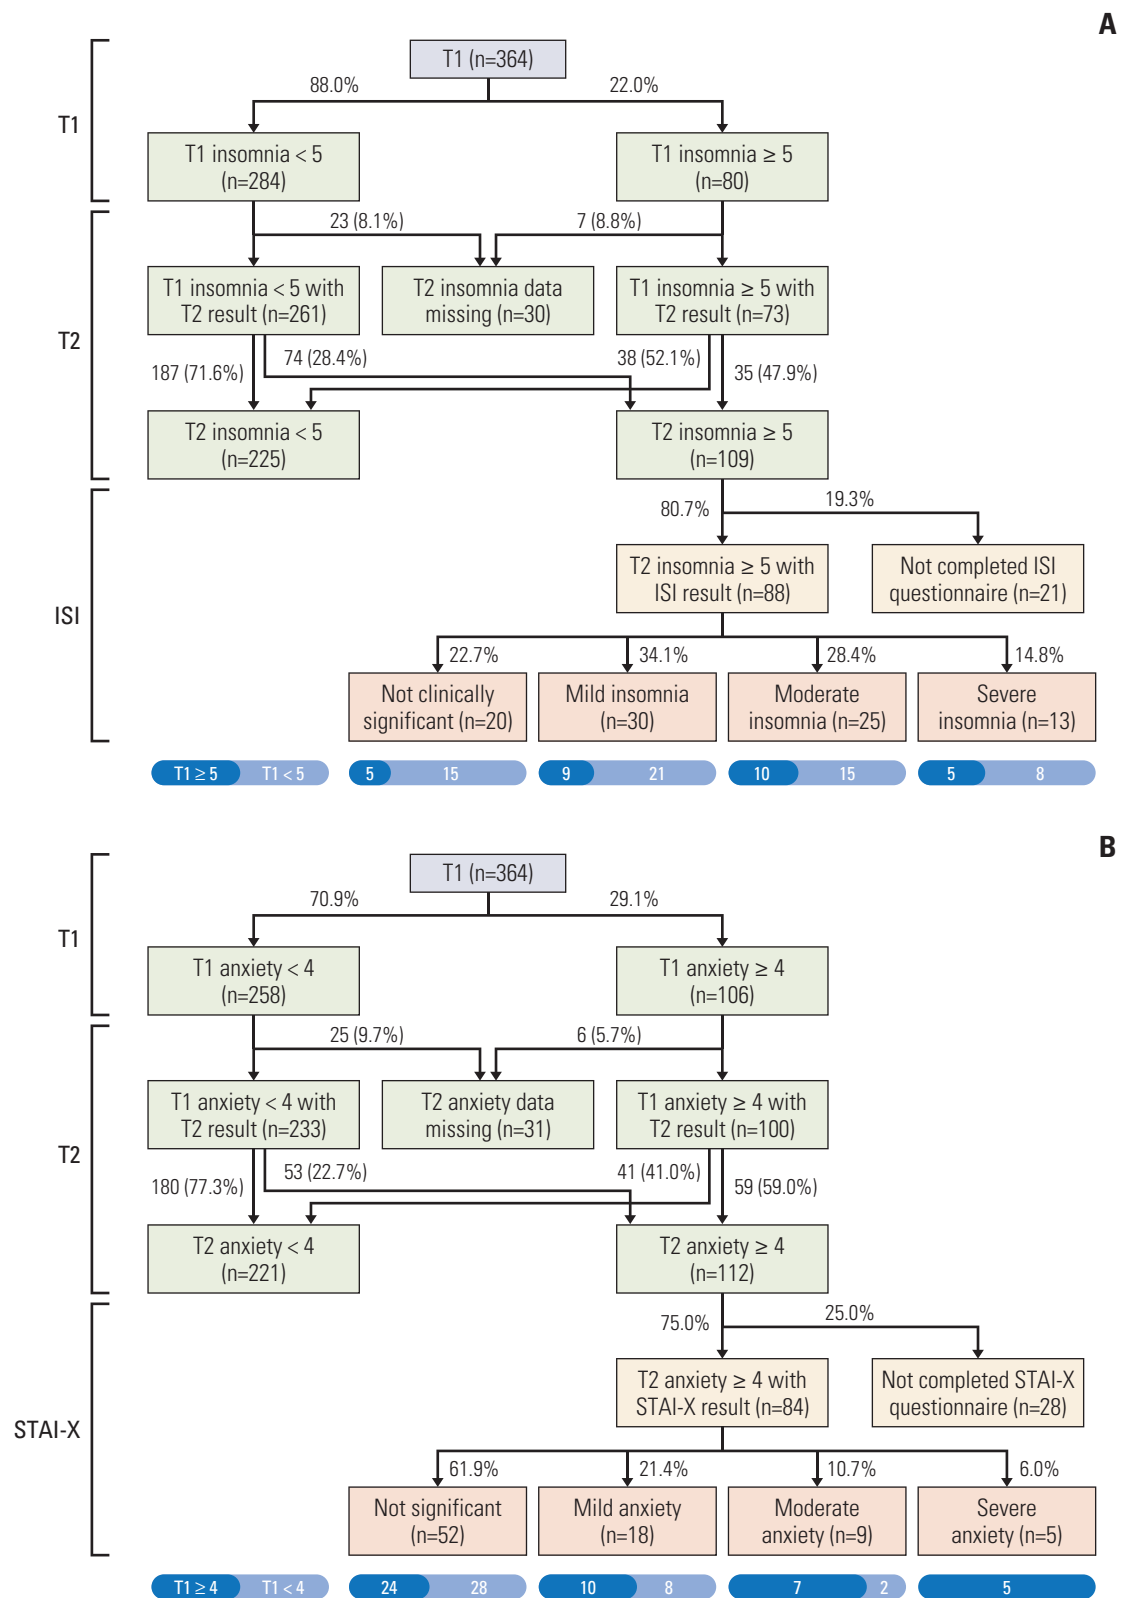 A
T1 (n=364)
88.0%
22.0%
T1
T1 insomnia < 5
(n=284)
T1 insomnia ≥ 5
(n=80)
23 (8.1%)
7 (8.8%)
T2
T1 insomnia < 5 with
T2 result (n=261)
T2 insomnia data
missing (n=30)
T1 insomnia ≥ 5 with
T2 result (n=73)
187 (71.6%)
74 (28.4%)
38 (52.1%)
35 (47.9%)
T2 insomnia < 5
(n=225)
T2 insomnia ≥ 5
(n=109)
80.7%
19.3%
ISI
T2 insomnia ≥ 5 with
ISI result (n=88)
Not completed ISI
questionnaire (n=21)
22.7%
34.1%
28.4%
14.8%
Not clinically
significant (n=20)
Mild insomnia
(n=30)
Moderate
insomnia (n=25)
Severe
insomnia (n=13)
T1 ≥ 5 T1 < 5
5 15
9 21
10 15
5 8
B
T1 (n=364)
70.9%
29.1%
T1
T1 anxiety < 4
(n=258)
T1 anxiety ≥ 4
(n=106)
25 (9.7%)
6 (5.7%)
T2
T1 anxiety < 4 with
T2 result (n=233)
T2 anxiety data
missing (n=31)
T1 anxiety ≥ 4 with
T2 result (n=100)
180 (77.3%)
53 (22.7%)
41 (41.0%)
59 (59.0%)
T2 anxiety < 4
(n=221)
T2 anxiety ≥ 4
(n=112)
75.0%
25.0%
STAI-X
T2 anxiety ≥ 4 with
STAI-X result (n=84)
Not completed STAI-X
questionnaire (n=28)
61.9%
21.4%
10.7%
6.0%
Not significant
(n=52)
Mild anxiety
(n=18)
Moderate
anxiety (n=9)
Severe
anxiety (n=5)
T1 ≥ 4 T1 < 4
24 28
10 8
7 2
5